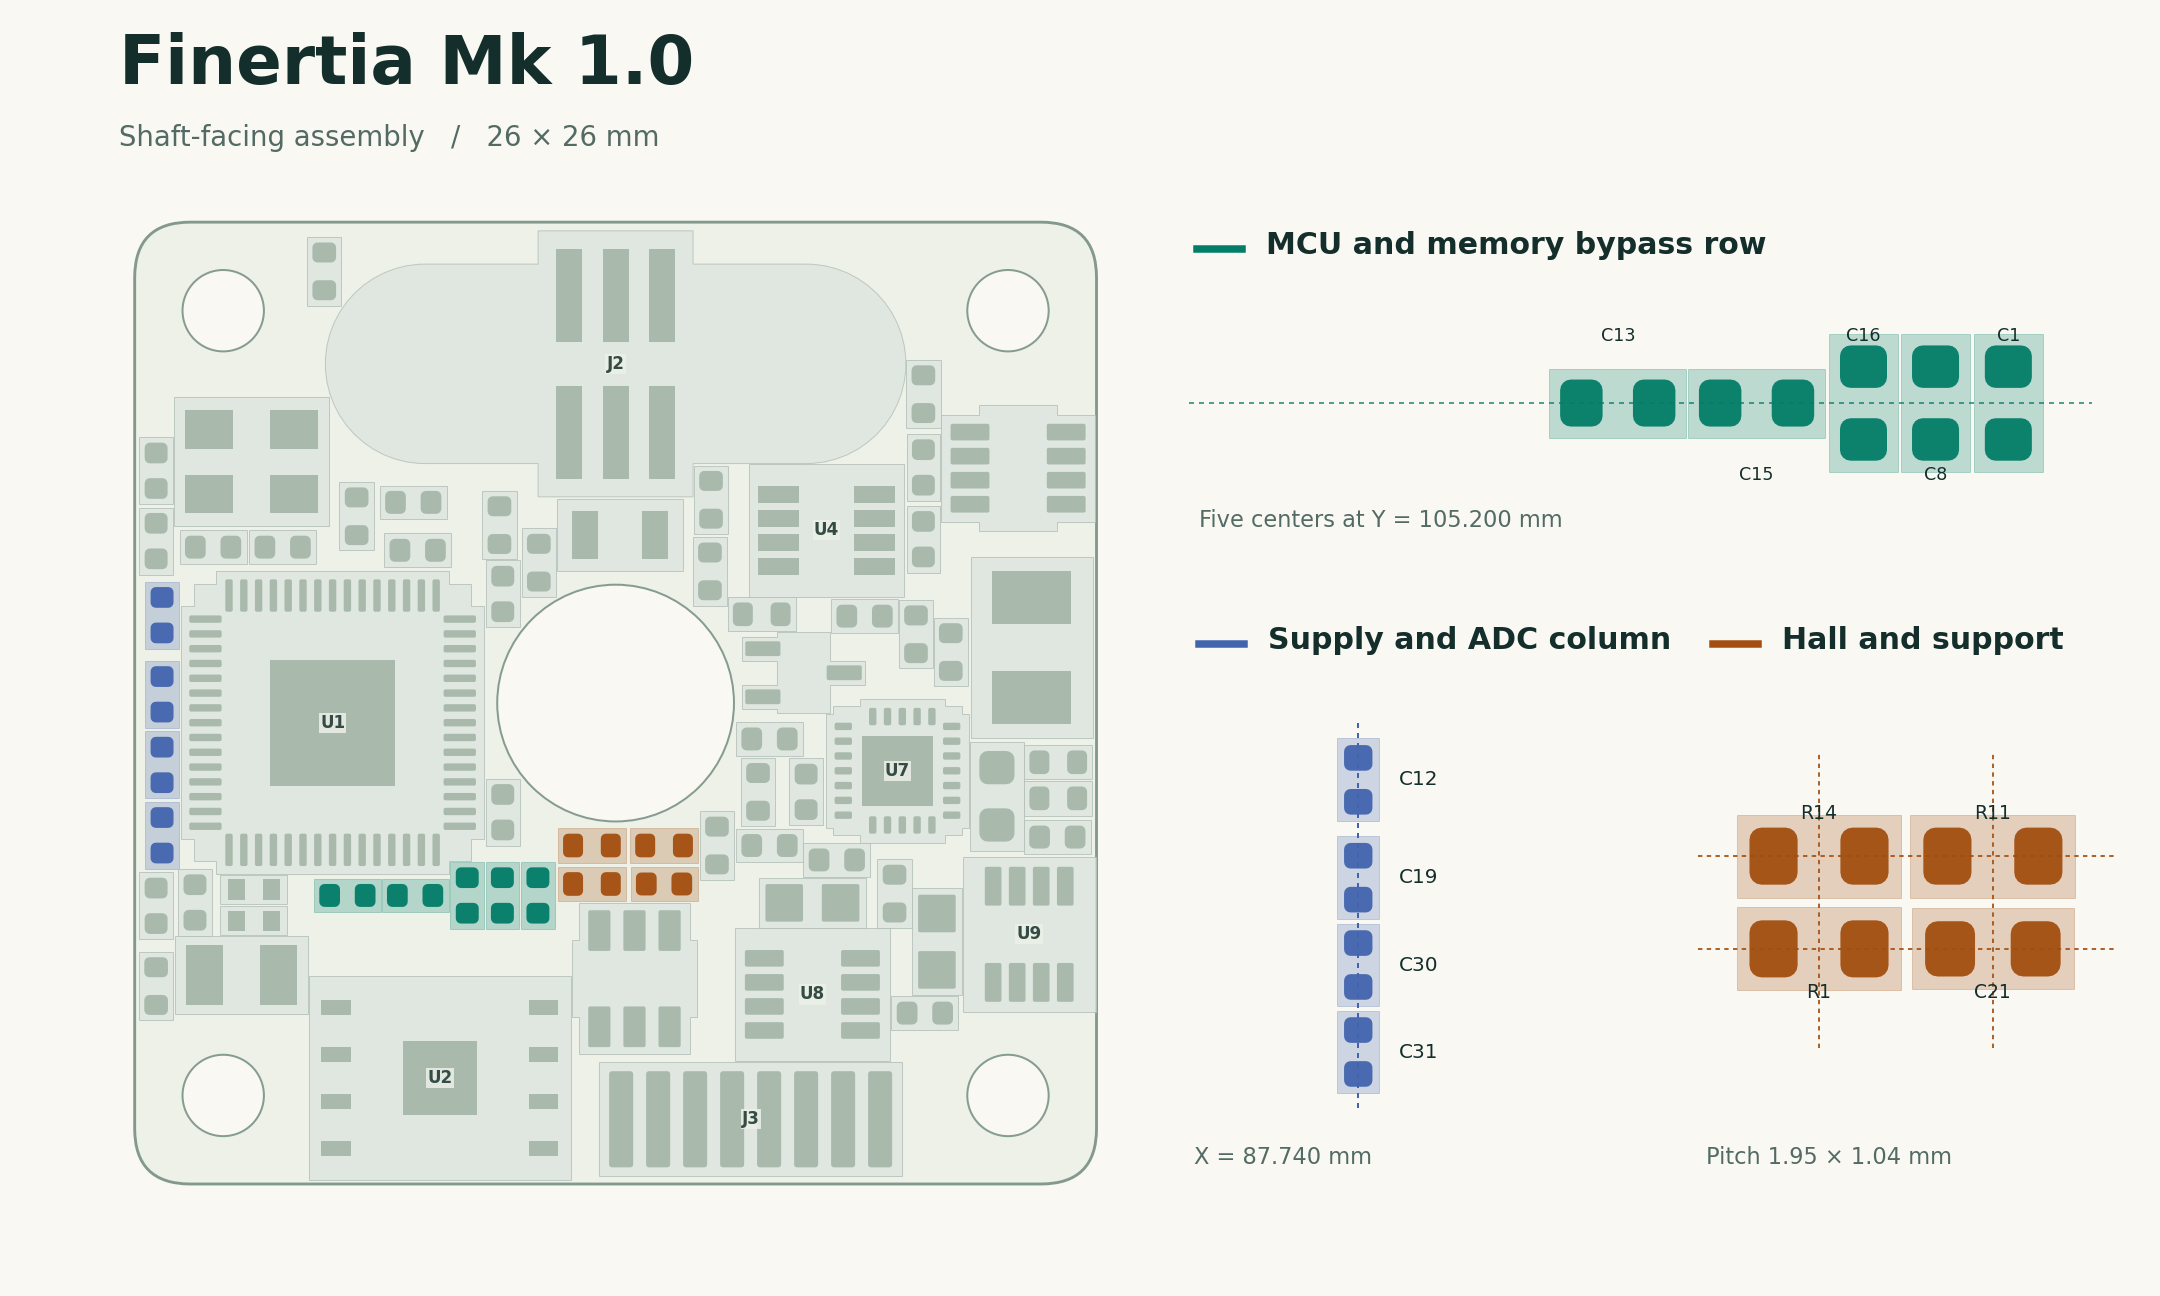 Finertia Mk 1.0
Shaft-facing assembly / 26 × 26 mm
J2
U4
U1
U7
U9
U8
U2
J3
MCU and memory bypass row
C13
C16
C1
C15
C8
Five centers at Y = 105.200 mm
Supply and ADC column
C12
C19
C30
C31
X = 87.740 mm
Hall and support
R14
R11
R1
C21
Pitch 1.95 × 1.04 mm